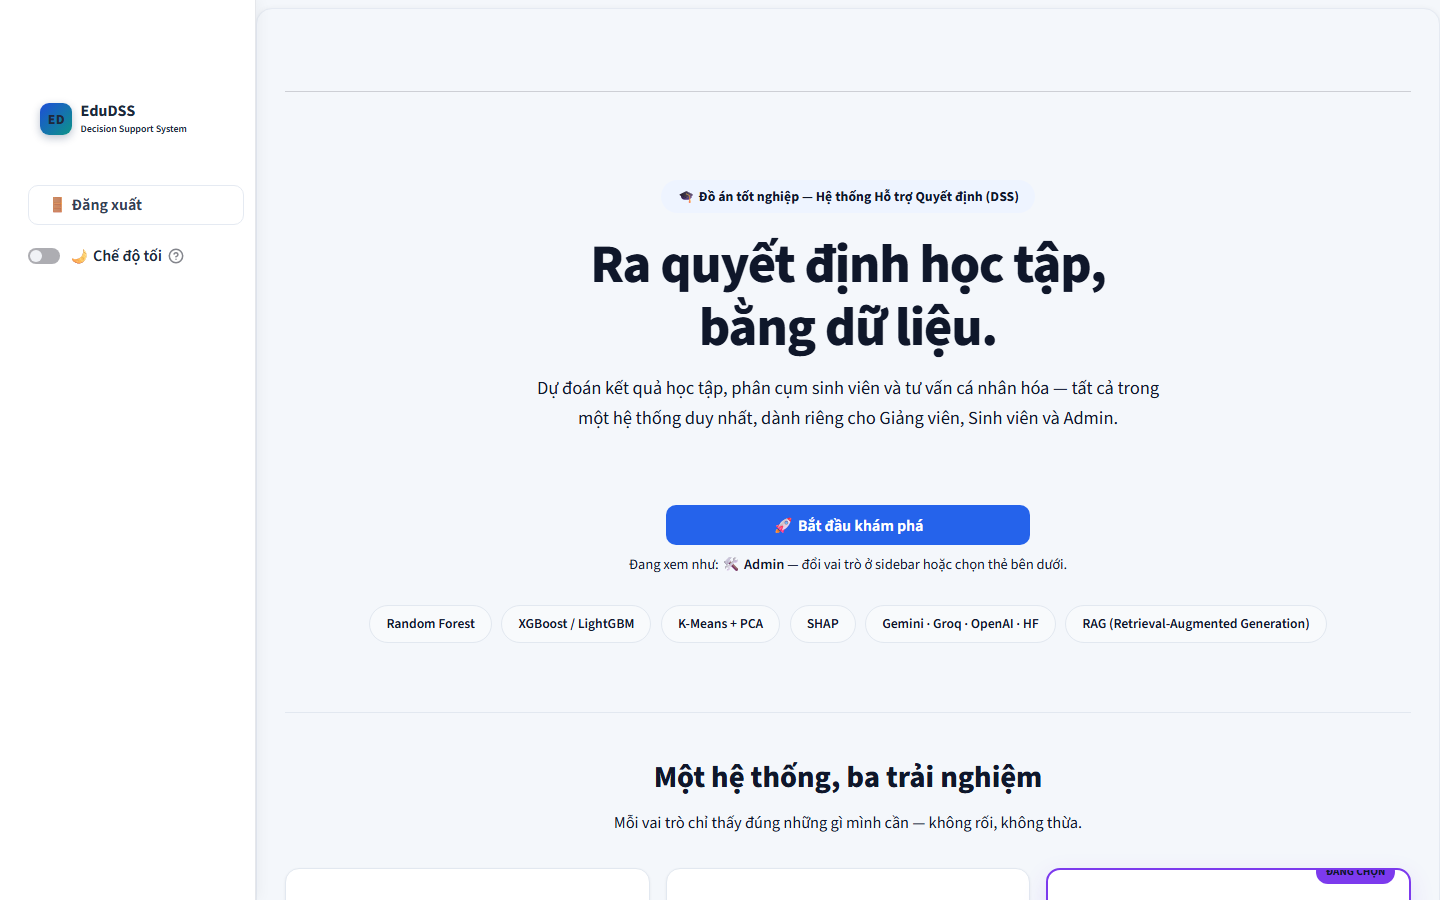 ED
EduDSS
Decision Support System
Đăng xuất
Chế độ tối
Đồ án tốt nghiệp — Hệ thống Hỗ trợ Quyết định (DSS)
Ra quyết định học tập,
bằng dữ liệu.
Dự đoán kết quả học tập, phân cụm sinh viên và tư vấn cá nhân hóa — tất cả trong
một hệ thống duy nhất, dành riêng cho Giảng viên, Sinh viên và Admin.
🚀 Bắt đầu khám phá
Đang xem như: 🛠️ Admin — đổi vai trò ở sidebar hoặc chọn thẻ bên dưới.
Random Forest
XGBoost / LightGBM
K-Means + PCA
SHAP
Gemini · Groq · OpenAI · HF
RAG (Retrieval-Augmented Generation)
Một hệ thống, ba trải nghiệm
Mỗi vai trò chỉ thấy đúng những gì mình cần — không rối, không thừa.
ĐANG CHỌN